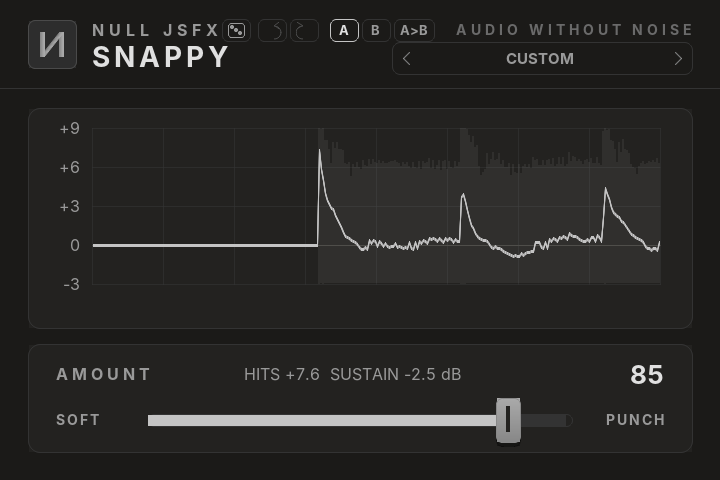 NULL JSFX A B A>B AUDIO WITHOUT NOISE
SNAPPY CUSTOM
+9
+6
+3
0
-3
AMOUNT HITS +7.6 SUSTAIN -2.5 dB 85
SOFT PUNCH